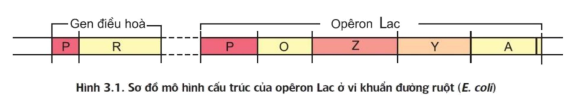 Gen điều hoà Opêron Lac
P R P O Z Y A
Hình 3.1. Sơ đồ mô hình cấu trúc của opêron Lac ở vi khuẩn đường ruột (E. coli)